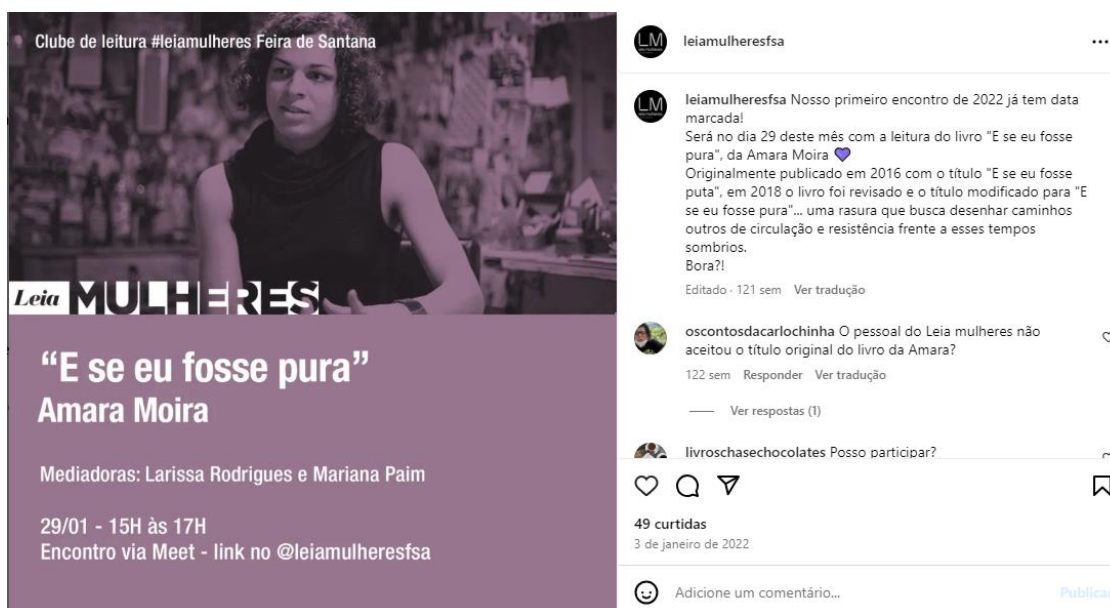 Clube de leitura #leiamulheres Feira de Santana
Leia MULHERES
“E se eu fosse pura”
Amara Moira
Mediadoras: Larissa Rodrigues e Mariana Paim
29/01 - 15H às 17H
Encontro via Meet - link no @leiamulheresfsa
LM leiamulheresfsa
LM leiamulheresfsa Nosso primeiro encontro de 2022 já tem data
marcada!
Será no dia 29 deste mês com a leitura do livro "E se eu fosse
pura", da Amara Moira 💜
Originalmente publicado em 2016 com o título "E se eu fosse
puta", em 2018 o livro foi revisado e o título modificado para "E
se eu fosse pura"... uma rasura que busca desenhar caminhos
outros de circulação e resistência frente a esses tempos
sombrios.
Bora?!
Editado · 121 sem Ver tradução
oscontosdacarlochinha O pessoal do Leia mulheres não
aceitou o título original do livro da Amara?
122 sem Responder Ver tradução
Ver respostas (1)
livroschasechocolates Posso participar?
49 curtidas
3 de janeiro de 2022
Adicione um comentário...
Publicar